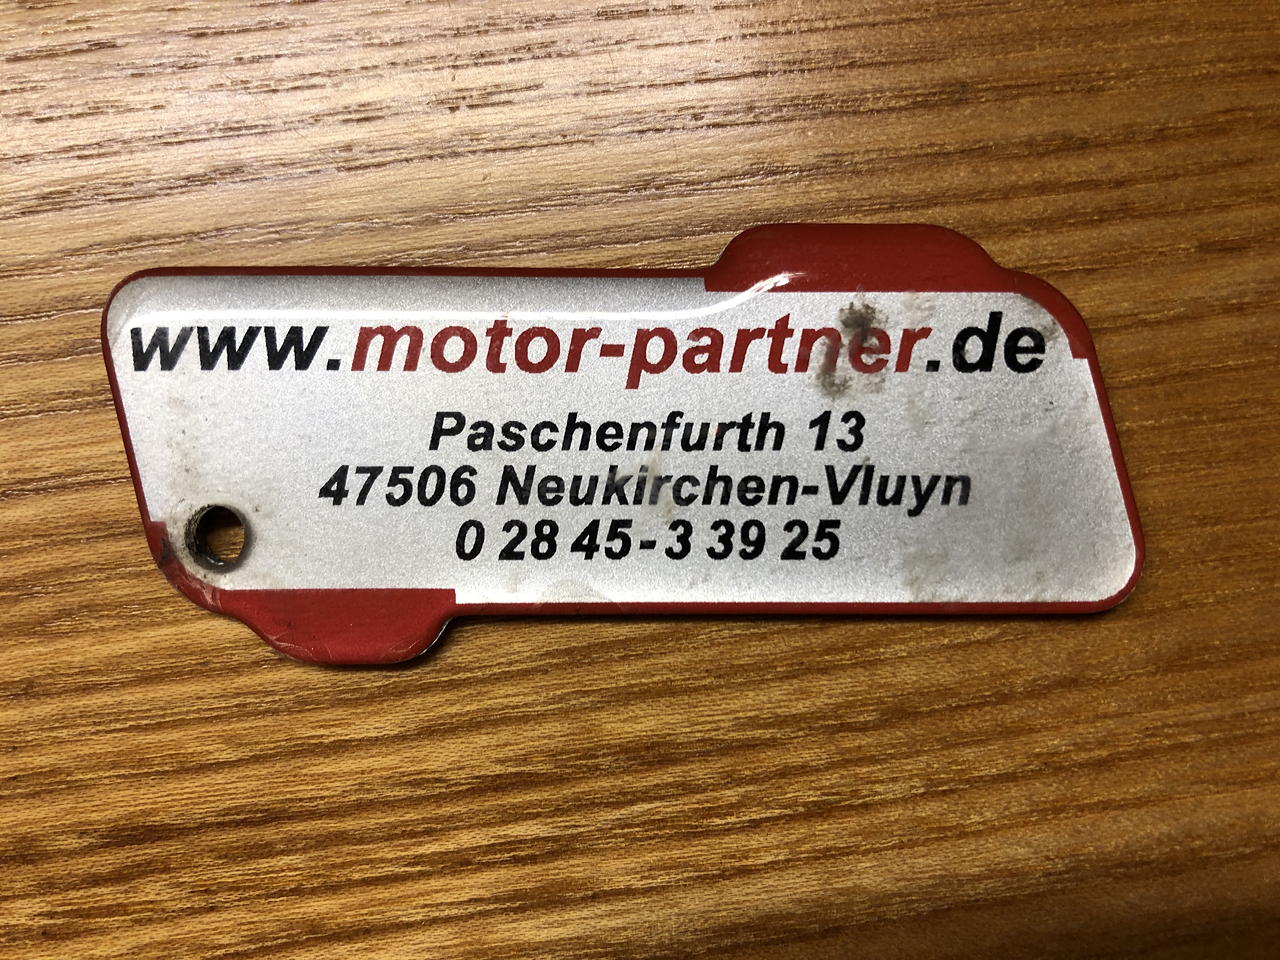 www.motor-partner.de
Paschenfurth 13
47506 Neukirchen-Vluyn
0 28 45-3 39 25